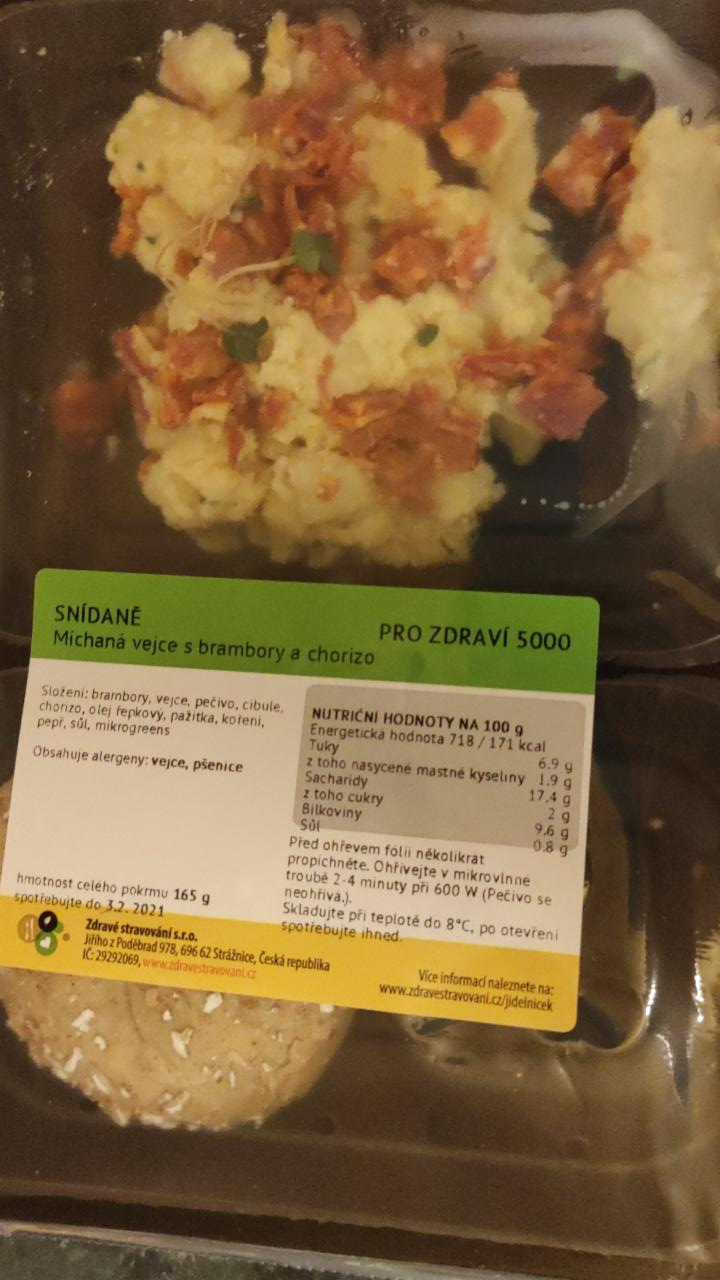 SNÍDANĚ
PRO ZDRAVÍ 5000
Míchaná vejce s brambory a chorizo
Složení: brambory, vejce, pečivo, cibule,
chorizo, olej řepkový, pažitka, koření,
pepř, sůl, mikrogreens
Obsahuje alergeny: vejce, pšenice
hmotnost celého pokrmu 165 g
spotřebujte do 3.2. 2021
NUTRIČNÍ HODNOTY NA 100 g
Energetická hodnota 718 / 171 kcal
Tuky 6.9 g
z toho nasycené mastné kyseliny 1.9 g
Sacharidy 17.4 g
z toho cukry 2 g
Bílkoviny 9.6 g
Sůl 0.8 g
Před ohřevem fólii několikrát
propíchněte. Ohřívejte v mikrovlnné
troubě 2-4 minuty při 600 W (Pečivo se
neohřívá.).
Skladujte při teplotě do 8°C, po otevření
spotřebujte ihned.
Zdravé stravování s.r.o.
Jiřího z Poděbrad 978, 696 62 Strážnice, Česká republika
IČ: 29292069, www.zdravestravovani.cz
Více informací naleznete na:
www.zdravestravovani.cz/jidelnicek